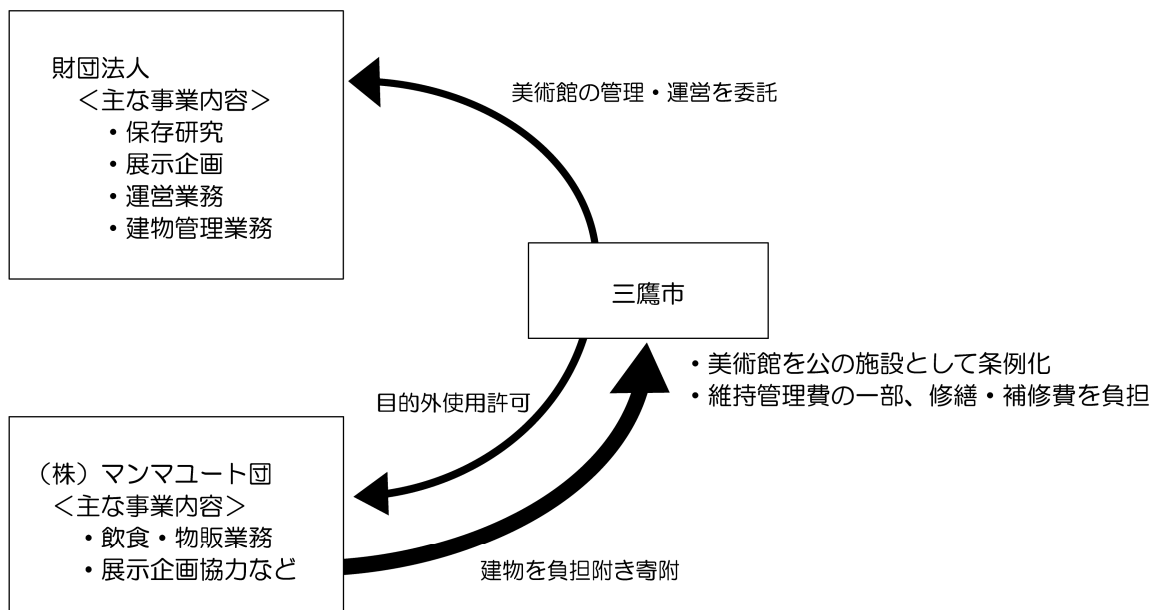 財団法人
＜主な事業内容＞
・保存研究
・展示企画
・運営業務
・建物管理業務
美術館の管理・運営を委託
三鷹市
・美術館を公の施設として条例化
・維持管理費の一部、修繕・補修費を負担
目的外使用許可
（株）マンマユート団
＜主な事業内容＞
・飲食・物販業務
・展示企画協力など
建物を負担附き寄附